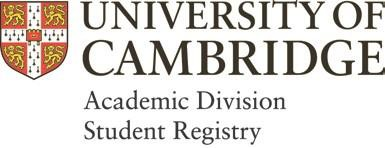 UNIVERSITY OF
CAMBRIDGE
Academic Division
Student Registry